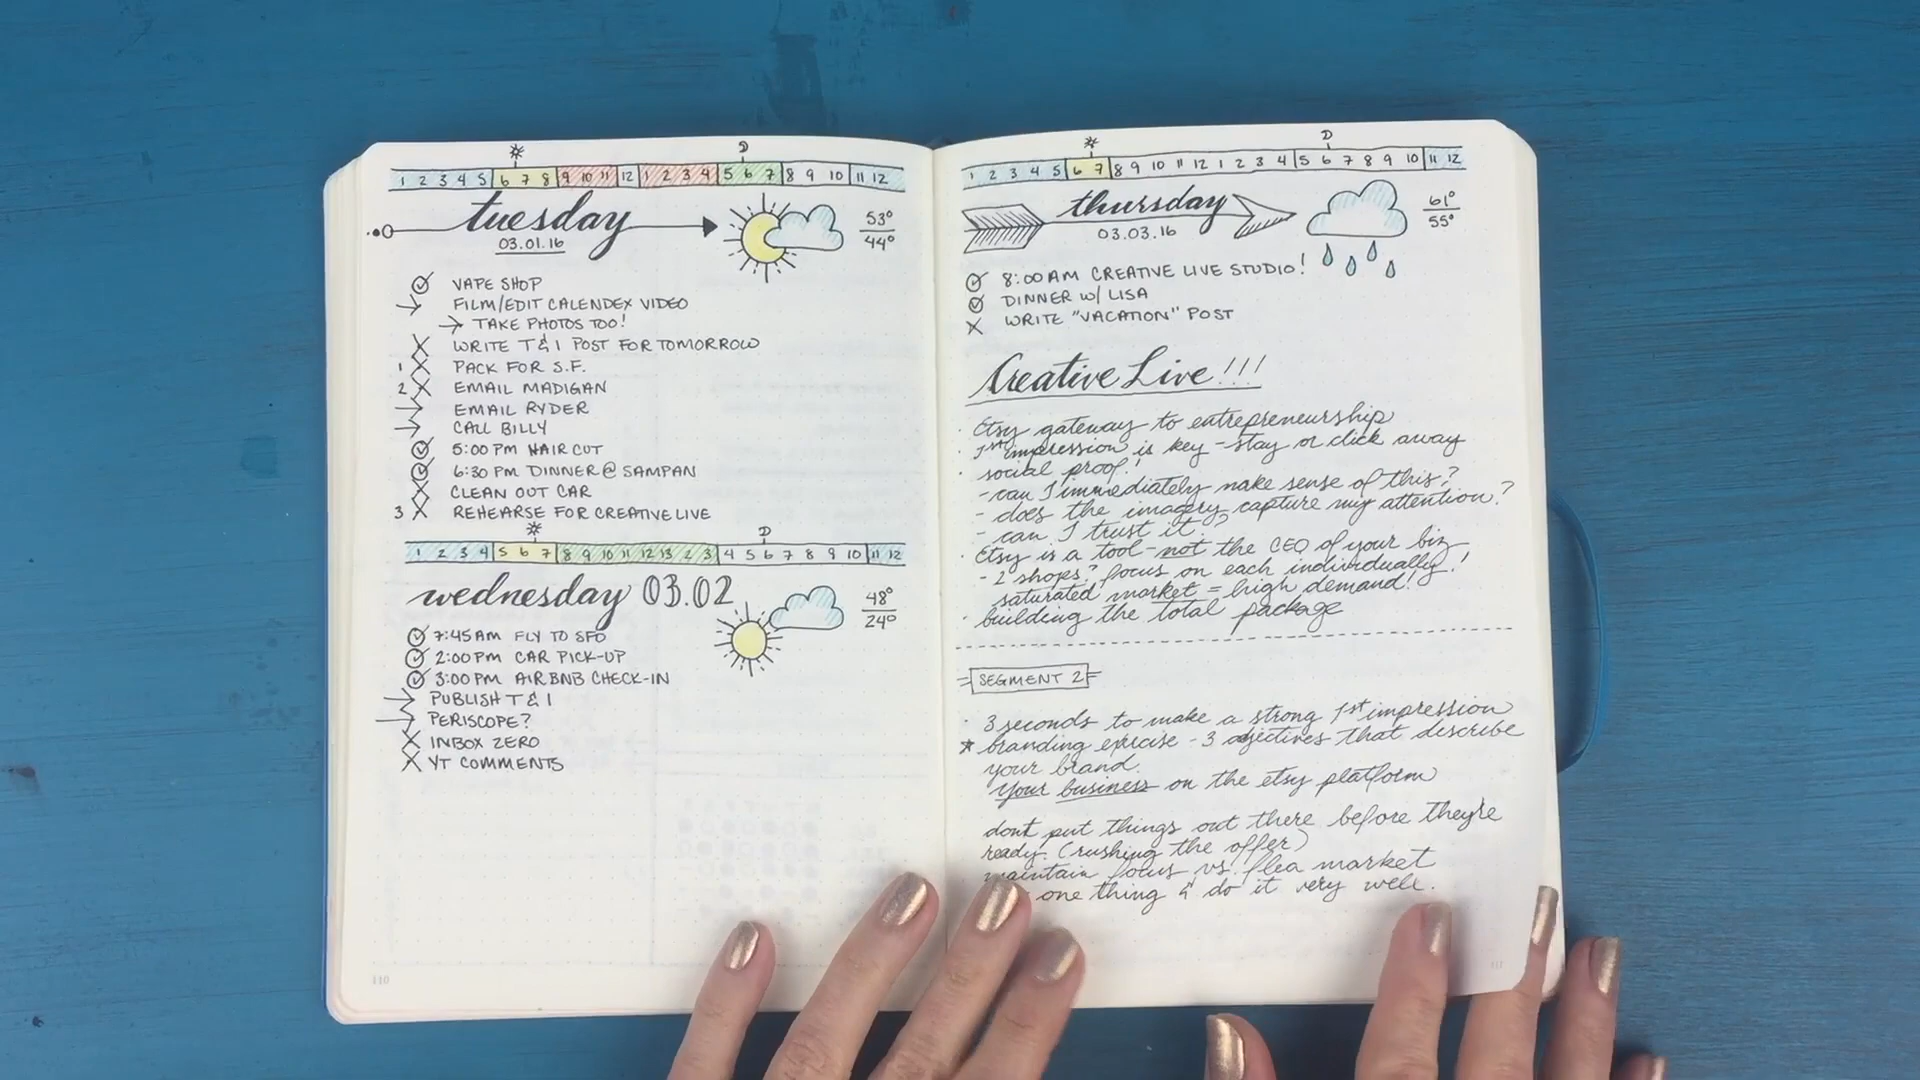 1 2 3 4 5 6 7 8 9 10 11 12 1 2 3 4 5 6 7 8 9 10 11 12
tuesday
03.01.16
53°
44°
VAPE SHOP
FILM/EDIT CALENDEX VIDEO
→ TAKE PHOTOS TOO!
WRITE T & I POST FOR TOMORROW
1 PACK FOR S.F.
2 EMAIL MADIGAN
EMAIL RYDER
CALL BILLY
5:00 PM HAIR CUT
6:30 PM DINNER @ SAMPAN
CLEAN OUT CAR
3 REHEARSE FOR CREATIVELIVE
1 2 3 4 5 6 7 8 9 10 11 12 13 2 3 4 5 6 7 8 9 10 11 12
wednesday 03.02
48°
24°
7:45AM FLY TO SFO
2:00PM CAR PICK-UP
3:00 PM AIRBNB CHECK-IN
PUBLISH T & I
PERISCOPE?
INBOX ZERO
YT COMMENTS
110
1 2 3 4 5 6 7 8 9 10 11 12 1 2 3 4 5 6 7 8 9 10 11 12
thursday
03.03.16
61°
55°
8:00 AM CREATIVE LIVE STUDIO!
DINNER W/ LISA
WRITE "VACATION" POST
Creative Live!!!
· Etsy gateway to entrepreneurship
· 1st impression is key - stay or click away
· social proof!
- can I immediately make sense of this?
- does the imagery capture my attention?
- can I trust it?
· Etsy is a tool - not the CEO of your biz
- 2 shops? focus on each individually!
saturated market = high demand!
· building the total package
SEGMENT 2
· 3 seconds to make a strong 1st impression
* branding exercise - 3 adjectives that describe
your brand.
your business on the etsy platform
dont put things out there before they're
ready. (rushing the offer)
maintain focus vs. flea market
one thing & do it very well.